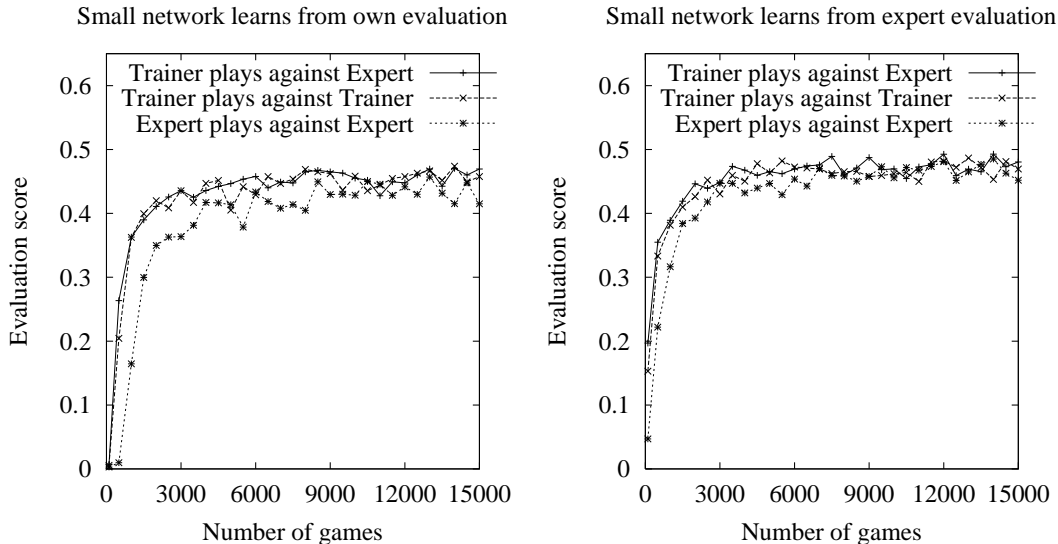 Small network learns from own evaluation
Trainer plays against Expert
Trainer plays against Trainer
Expert plays against Expert
0.6
0.5
0.4
0.3
0.2
0.1
0
0 3000 6000 9000 12000 15000
Evaluation score
Number of games
Small network learns from expert evaluation
Trainer plays against Expert
Trainer plays against Trainer
Expert plays against Expert
0.6
0.5
0.4
0.3
0.2
0.1
0
0 3000 6000 9000 12000 15000
Evaluation score
Number of games